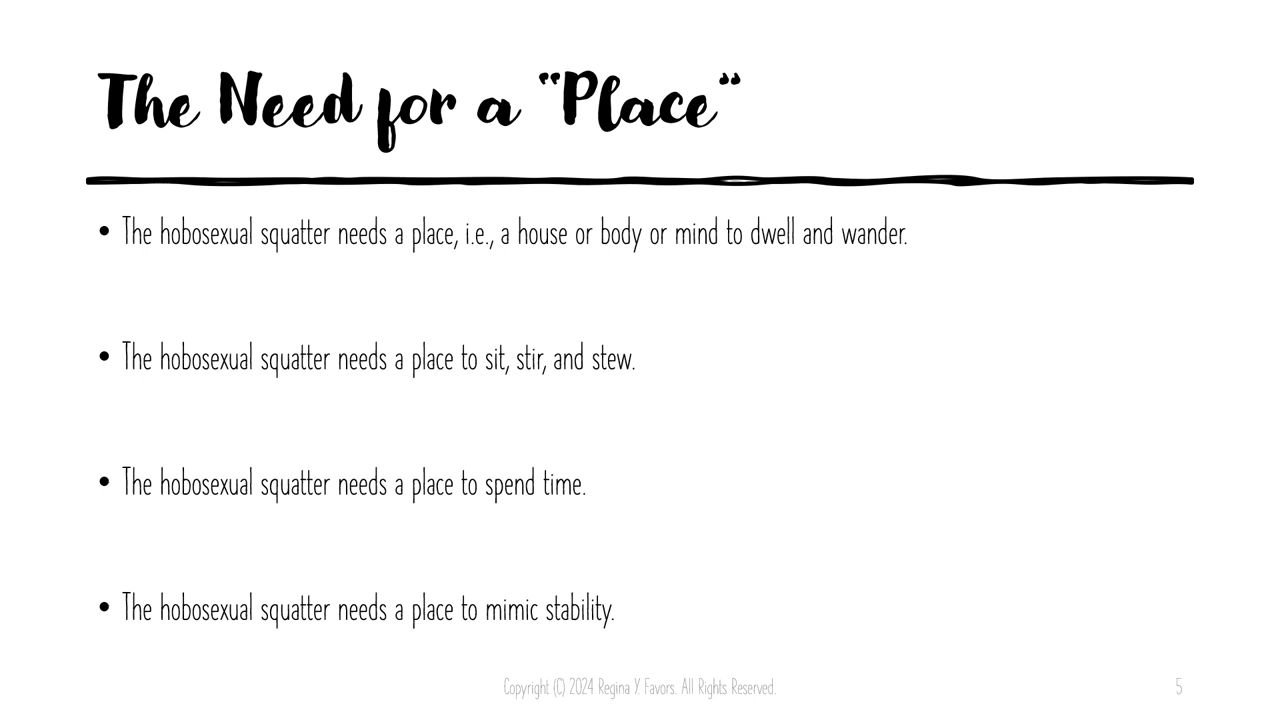 The Need for a “Place“
• The hobosexual squatter needs a place, i.e., a house or body or mind to dwell and wander.
• The hobosexual squatter needs a place to sit, stir, and stew.
• The hobosexual squatter needs a place to spend time.
• The hobosexual squatter needs a place to mimic stability.
Copyright (C) 2024 Regina Y. Favors. All Rights Reserved.
5